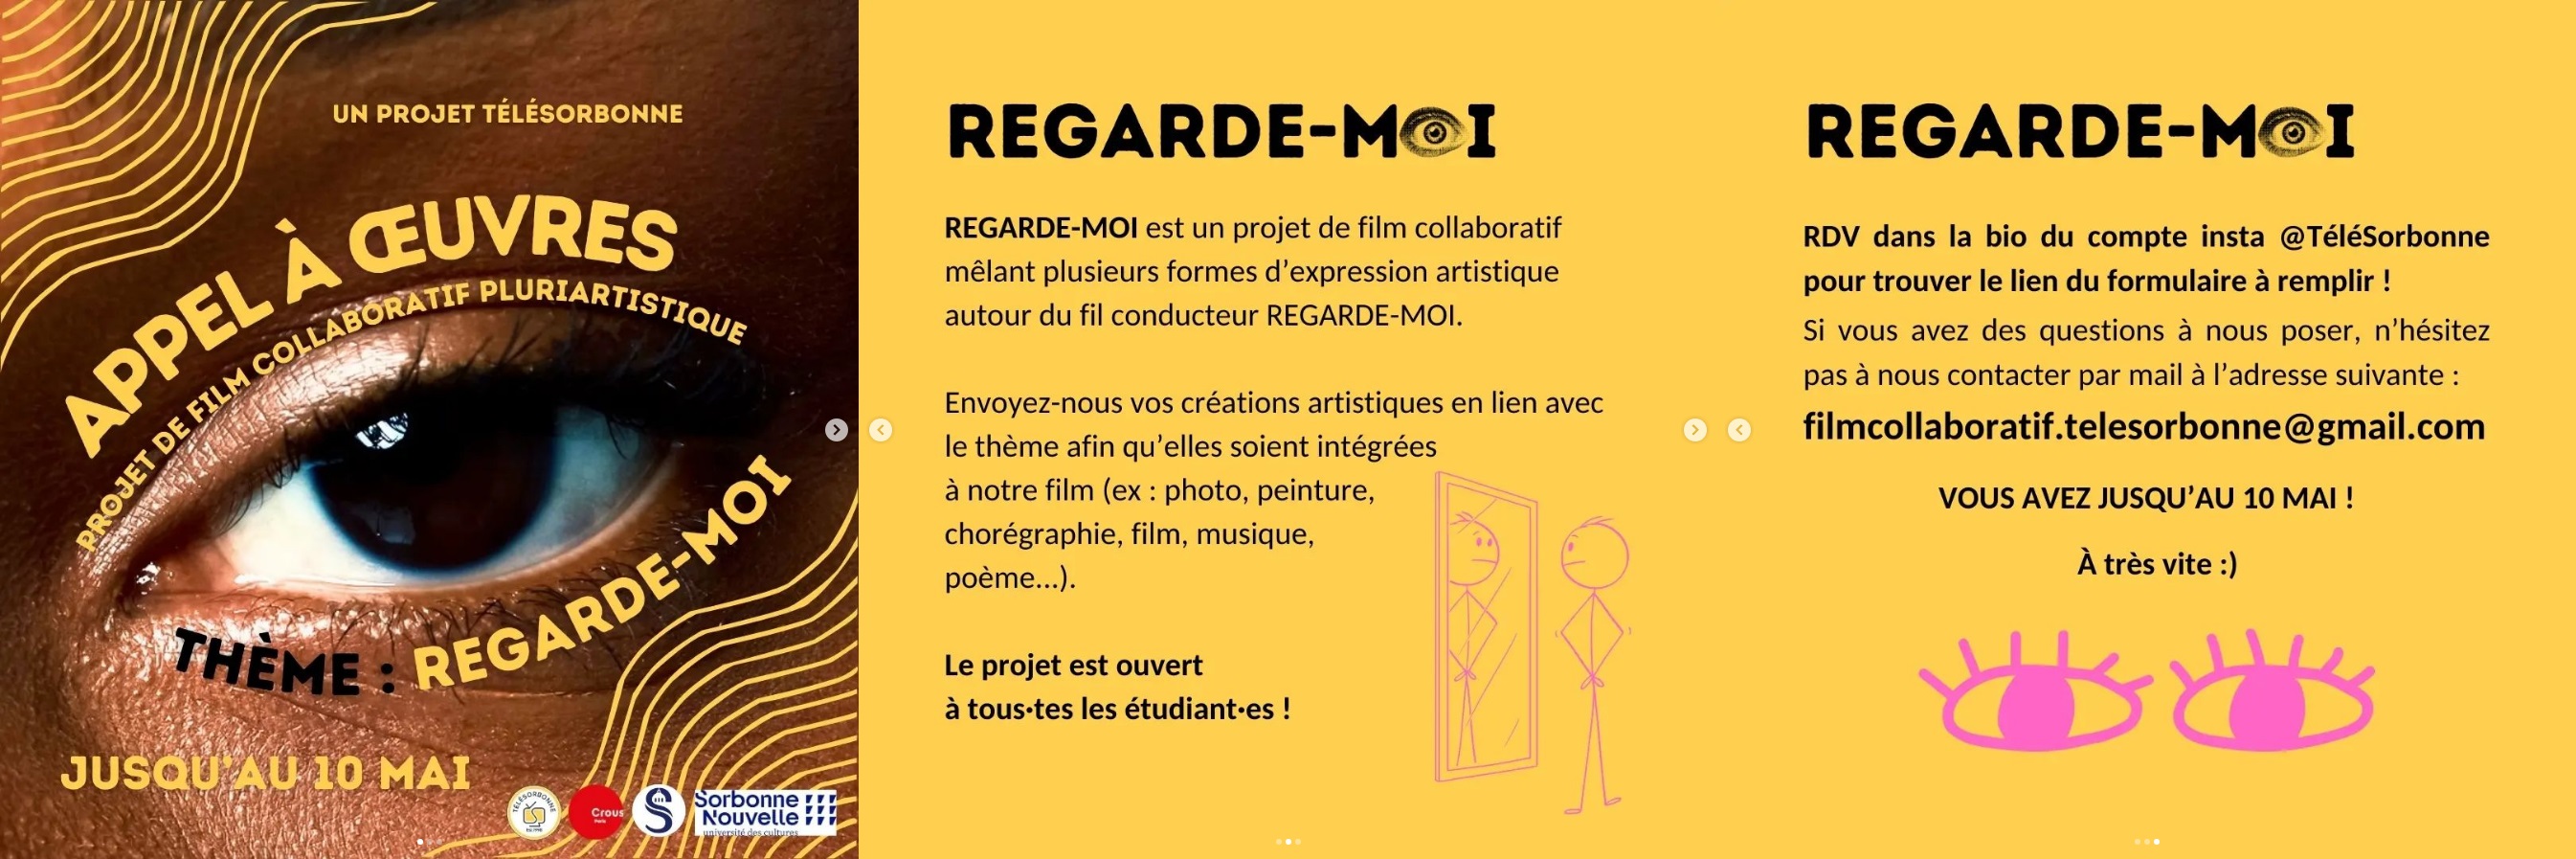 UN PROJET TÉLÉSORBONNE
APPEL À ŒUVRES
PROJET DE FILM COLLABORATIF PLURIARTISTIQUE
THÈME : REGARDE-MOI
JUSQU'AU 10 MAI
TÉLÉSORBONNE
Crous
Paris
S
Sorbonne
Nouvelle
université des cultures
REGARDE-MOI
REGARDE-MOI est un projet de film collaboratif
mêlant plusieurs formes d'expression artistique
autour du fil conducteur REGARDE-MOI.
Envoyez-nous vos créations artistiques en lien avec
le thème afin qu'elles soient intégrées
à notre film (ex : photo, peinture,
chorégraphie, film, musique,
poème...).
Le projet est ouvert
à tous·tes les étudiant·es !
REGARDE-MOI
RDV dans la bio du compte insta @TéléSorbonne
pour trouver le lien du formulaire à remplir !
Si vous avez des questions à nous poser, n'hésitez
pas à nous contacter par mail à l'adresse suivante :
filmcollaboratif.telesorbonne@gmail.com
VOUS AVEZ JUSQU'AU 10 MAI !
À très vite :)